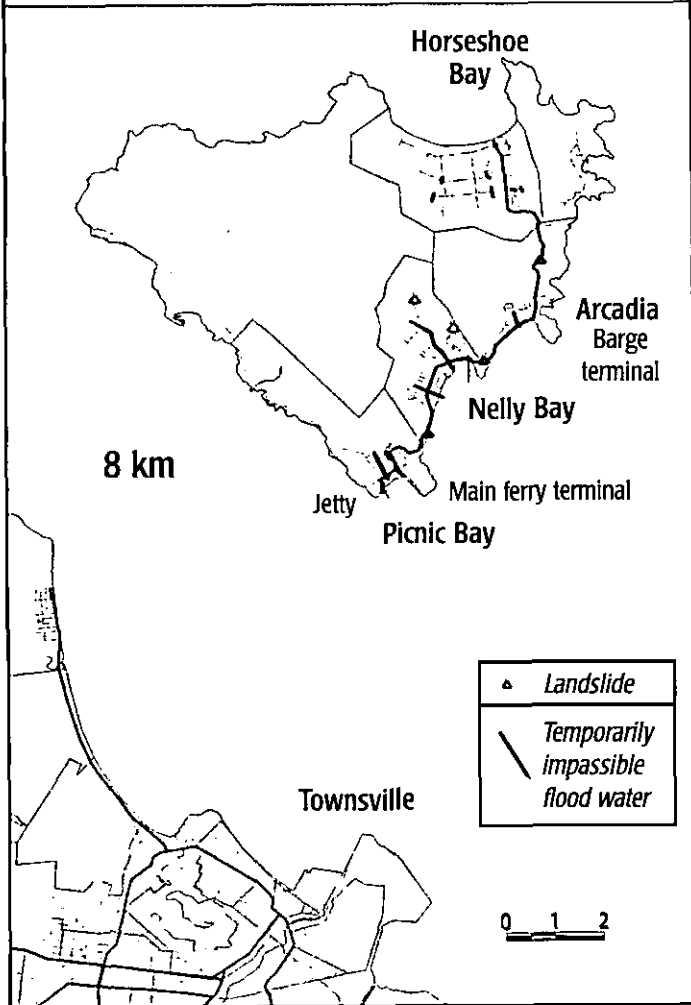 Horseshoe
Bay
Arcadia
Barge
terminal
Nelly Bay
8 km
Jetty
Main ferry terminal
Picnic Bay
Landslide
Temporarily
impassible
flood water
Townsville
0 1 2